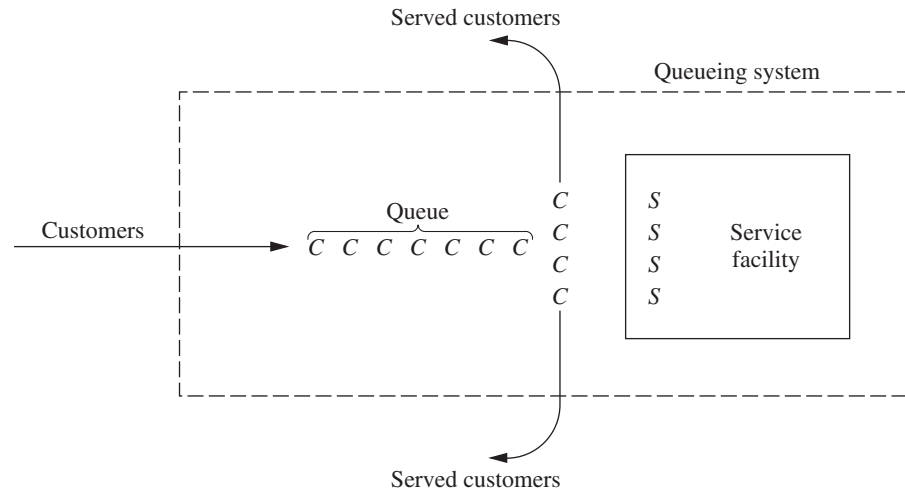 Served customers
Queueing system
Customers
Queue
C C C C C C C
C
C
C
C
S
S
S
S
Service
facility
Served customers